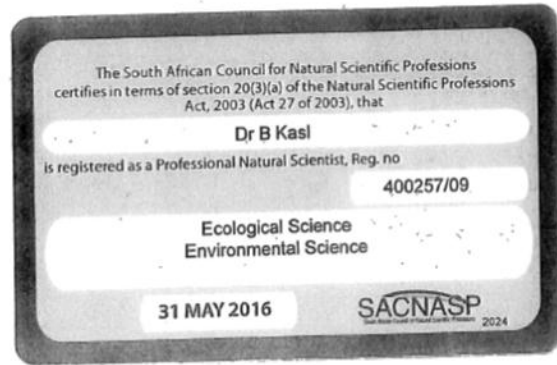 The South African Council for Natural Scientific Professions
certifies in terms of section 20(3)(a) of the Natural Scientific Professions
Act, 2003 (Act 27 of 2003), that
Dr B Kasl
is registered as a Professional Natural Scientist, Reg. no
400257/09
Ecological Science
Environmental Science
31 MAY 2016
SACNASP
2024